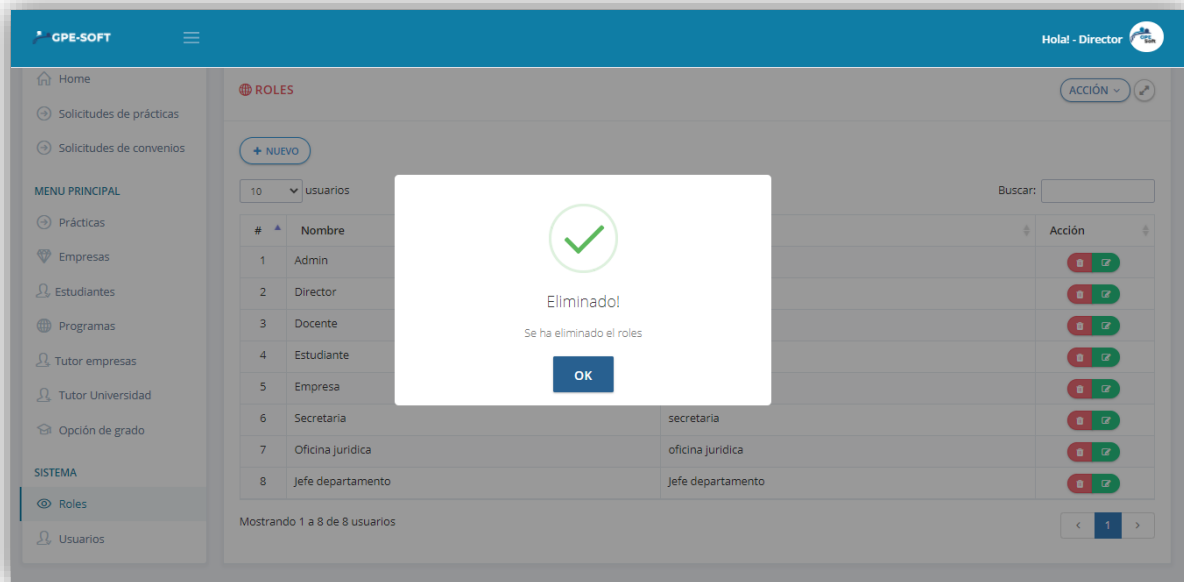 GPE-SOFT
Hola! - Director
Home
Solicitudes de prácticas
Solicitudes de convenios
MENU PRINCIPAL
Prácticas
Empresas
Estudiantes
Programas
Tutor empresas
Tutor Universidad
Opción de grado
SISTEMA
Roles
Usuarios
ROLES
ACCIÓN
+ NUEVO
10 usuarios
Buscar:
# Nombre Acción
1 Admin
2 Director
3 Docente
4 Estudiante
5 Empresa
6 Secretaria secretaria
7 Oficina juridica oficina juridica
8 Jefe departamento Jefe departamento
Mostrando 1 a 8 de 8 usuarios
< 1 >
Eliminado!
Se ha eliminado el roles
OK